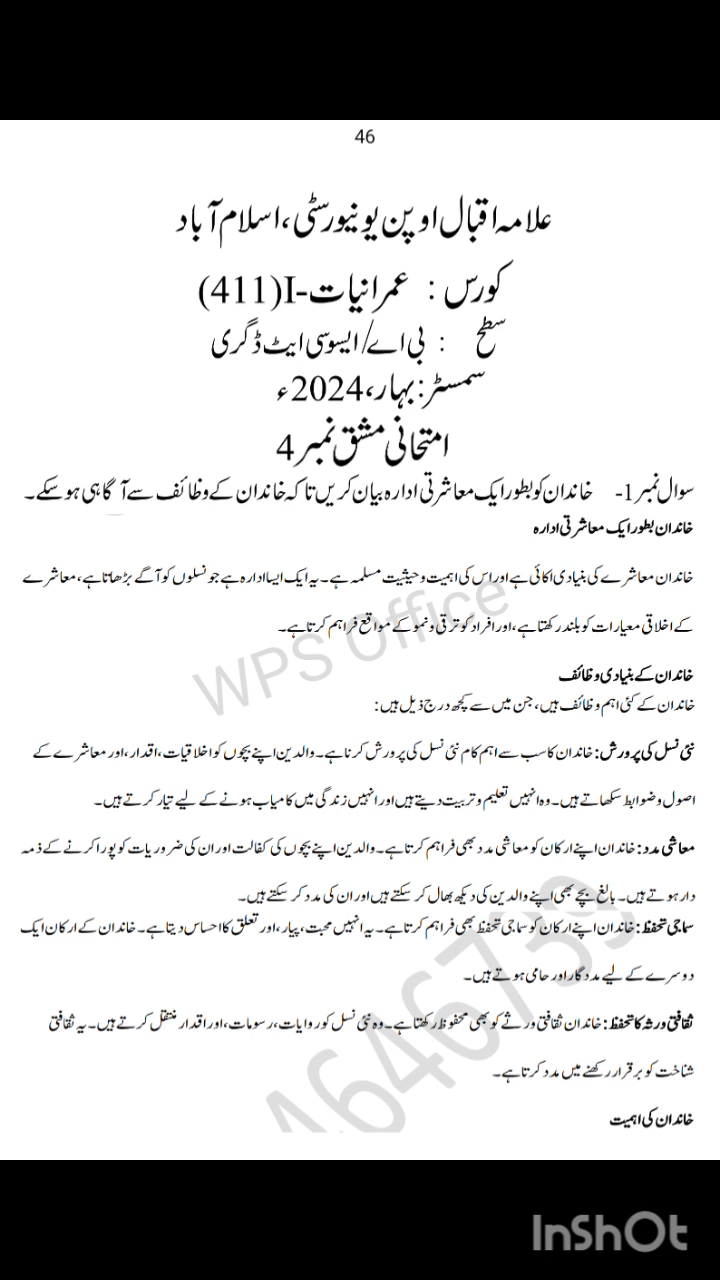 46
علامہ اقبال اوپن یونیورسٹی، اسلام آباد
کورس : عمرانیات-I(411)
سطح : بی اے/ ایسوسی ایٹ ڈگری
سمسٹر: بہار، 2024ء
امتحانی مشق نمبر 4
سوال نمبر 1- خاندان کو بطور ایک معاشرتی ادارہ بیان کریں تاکہ خاندان کے وظائف سے آگاہی ہو سکے۔
خاندان بطور ایک معاشرتی ادارہ
خاندان معاشرے کی بنیادی اکائی ہے اور اس کی اہمیت و حیثیت مسلمہ ہے۔ یہ ایک ایسا ادارہ ہے جو نسلوں کو آگے بڑھاتا ہے، معاشرے
کے اخلاقی معیارات کو بلند رکھتا ہے، اور افراد کو ترقی و نمو کے مواقع فراہم کرتا ہے۔
خاندان کے بنیادی وظائف
خاندان کے کئی اہم وظائف ہیں، جن میں سے کچھ درج ذیل ہیں:
نئی نسل کی پرورش: خاندان کا سب سے اہم کام نئی نسل کی پرورش کرنا ہے۔ والدین اپنے بچوں کو اخلاقیات، اقدار، اور معاشرے کے
اصول و ضوابط سکھاتے ہیں۔ وہ انہیں تعلیم و تربیت دیتے ہیں اور انہیں زندگی میں کامیاب ہونے کے لیے تیار کرتے ہیں۔
معاشی مدد: خاندان اپنے ارکان کو معاشی مدد بھی فراہم کرتا ہے۔ والدین اپنے بچوں کی کفالت اور ان کی ضروریات کو پورا کرنے کے ذمہ
دار ہوتے ہیں۔ بالغ بچے بھی اپنے والدین کی دیکھ بھال کر سکتے ہیں اور ان کی مدد کر سکتے ہیں۔
سماجی تحفظ: خاندان اپنے ارکان کو سماجی تحفظ بھی فراہم کرتا ہے۔ یہ انہیں محبت، پیار، اور تعلق کا احساس دیتا ہے۔ خاندان کے ارکان ایک
دوسرے کے لیے مددگار اور حامی ہوتے ہیں۔
ثقافتی ورثہ کا تحفظ: خاندان ثقافتی ورثے کو بھی محفوظ رکھتا ہے۔ وہ نئی نسل کو روایات، رسومات، اور اقدار منتقل کرتے ہیں۔ یہ ثقافتی
شناخت کو برقرار رکھنے میں مدد کرتا ہے۔
خاندان کی اہمیت
WPS Office
InShOt